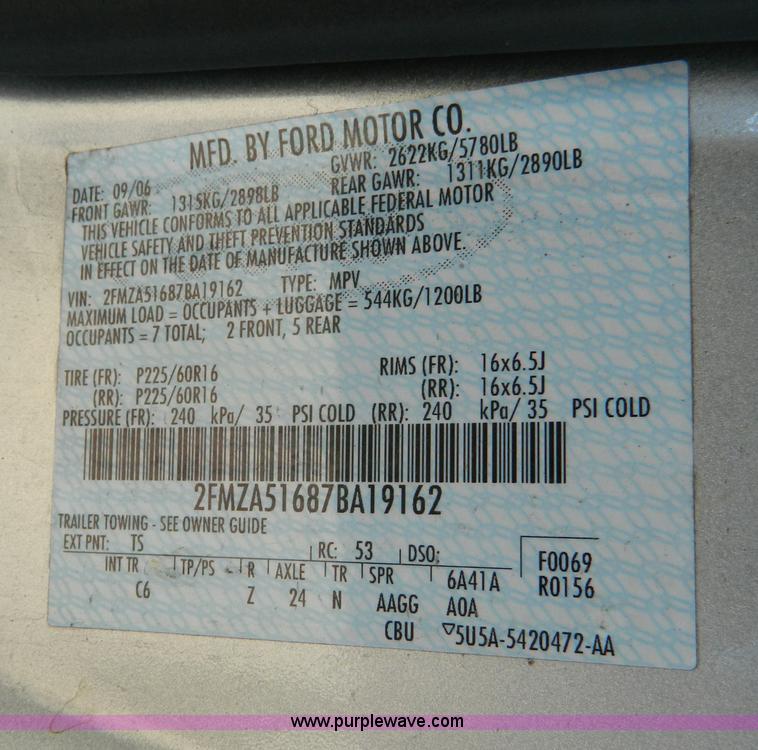 MFD. BY FORD MOTOR CO.
DATE: 09/06 GVWR: 2622KG/5780LB
FRONT GAWR: 1315KG/2898LB REAR GAWR: 1311KG/2890LB
THIS VEHICLE CONFORMS TO ALL APPLICABLE FEDERAL MOTOR
VEHICLE SAFETY AND THEFT PREVENTION STANDARDS
IN EFFECT ON THE DATE OF MANUFACTURE SHOWN ABOVE.
VIN: 2FMZA51687BA19162 TYPE: MPV
MAXIMUM LOAD = OCCUPANTS + LUGGAGE = 544KG/1200LB
OCCUPANTS = 7 TOTAL; 2 FRONT, 5 REAR
TIRE (FR): P225/60R16 RIMS (FR): 16x6.5J
(RR): P225/60R16 (RR): 16x6.5J
PRESSURE (FR): 240 kPa/ 35 PSI COLD (RR): 240 kPa/ 35 PSI COLD
2FMZA51687BA19162
TRAILER TOWING - SEE OWNER GUIDE
EXT PNT: TS RC: 53 DSO: F0069
INT TR TP/PS R AXLE TR SPR 6A41A R0156
C6 Z 24 N AAGG A0A
CBU ▽5U5A-5420472-AA
www.purplewave.com